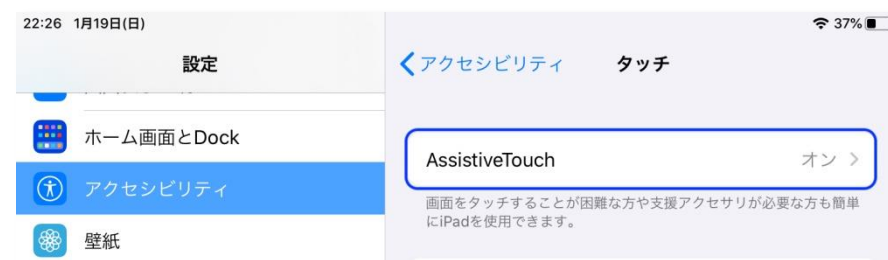 22:26 1月19日(日)
37%
設定
アクセシビリティ
タッチ
ホーム画面とDock
アクセシビリティ
壁紙
AssistiveTouch
オン
画面をタッチすることが困難な方や支援アクセサリが必要な方も簡単
にiPadを使用できます。